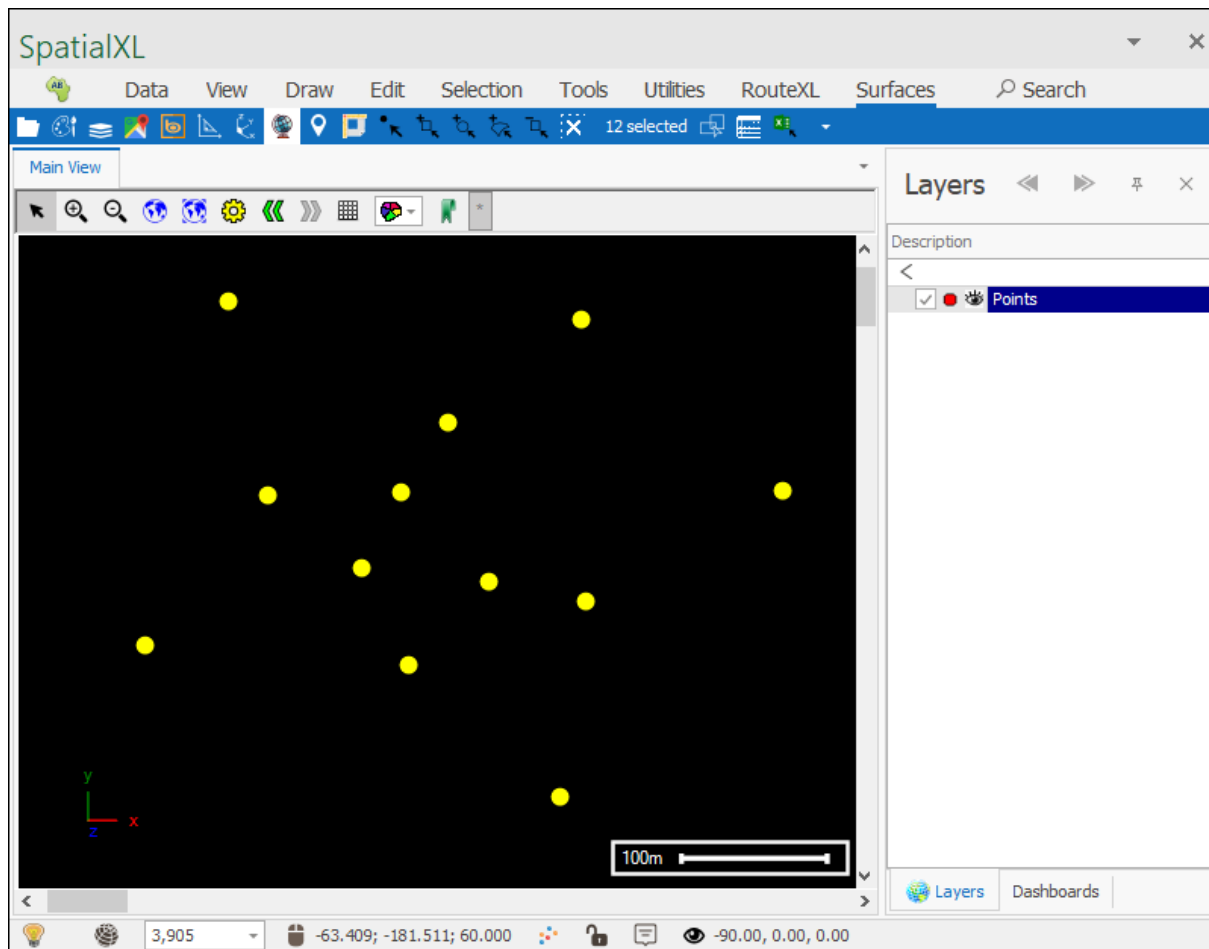 SpatialXL
AB Data View Draw Edit Selection Tools Utilities RouteXL Surfaces Search
12 selected
Main View
Layers
*
Description
Points
y
x
z
100m
Layers Dashboards
3,905 -63.409; -181.511; 60.000 -90.00, 0.00, 0.00